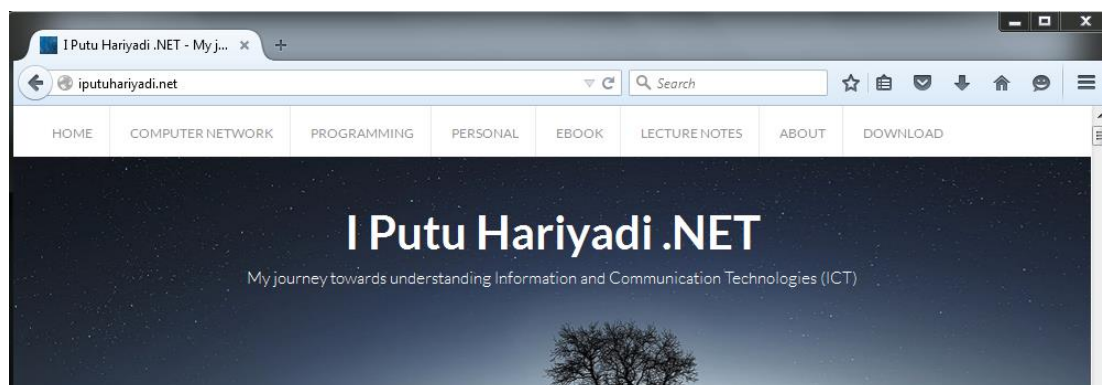 I Putu Hariyadi .NET - My j...
iputuhariyadi.net
Search
HOME COMPUTER NETWORK PROGRAMMING PERSONAL EBOOK LECTURE NOTES ABOUT DOWNLOAD
I Putu Hariyadi .NET
My journey towards understanding Information and Communication Technologies (ICT)